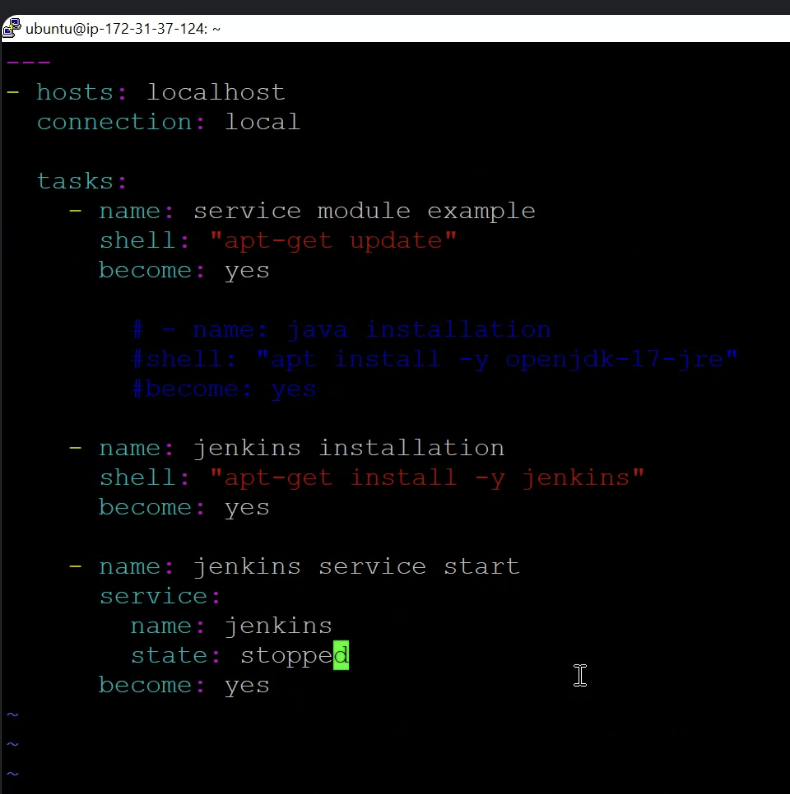 ubuntu@ip-172-31-37-124: ~
---
- hosts: localhost
  connection: local

  tasks:
    - name: service module example
      shell: "apt-get update"
      become: yes

        # - name: java installation
        #shell: "apt install -y openjdk-17-jre"
        #become: yes

    - name: jenkins installation
      shell: "apt-get install -y jenkins"
      become: yes

    - name: jenkins service start
      service:
        name: jenkins
        state: stopped
      become: yes
~
~
~